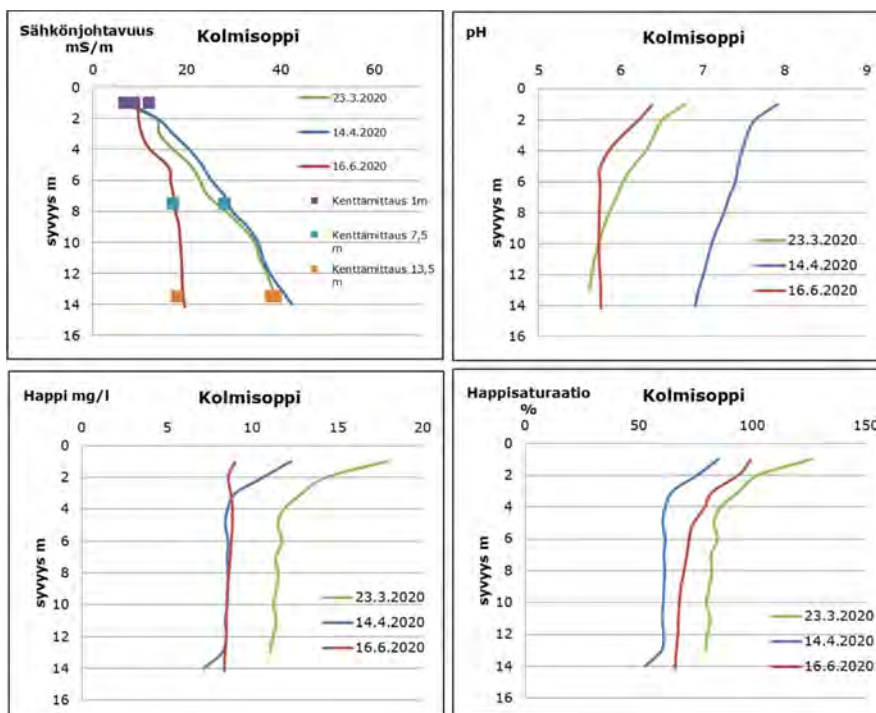 Sähkönjohtavuus
mS/m
Kolmisoppi
0 20 40 60
0
2
4
6
8
10
12
14
16
syvyys m
23.3.2020
14.4.2020
16.6.2020
Kenttämittaus 1m
Kenttämittaus 7,5
m
Kenttämittaus 13,5
m
pH
Kolmisoppi
5 6 7 8 9
0
2
4
6
8
10
12
14
16
syvyys m
23.3.2020
14.4.2020
16.6.2020
Happi mg/l
Kolmisoppi
0 5 10 15 20
0
2
4
6
8
10
12
14
16
syvyys m
23.3.2020
14.4.2020
16.6.2020
Happisaturaatio
%
Kolmisoppi
0 50 100 150
0
2
4
6
8
10
12
14
16
syvyys m
23.3.2020
14.4.2020
16.6.2020